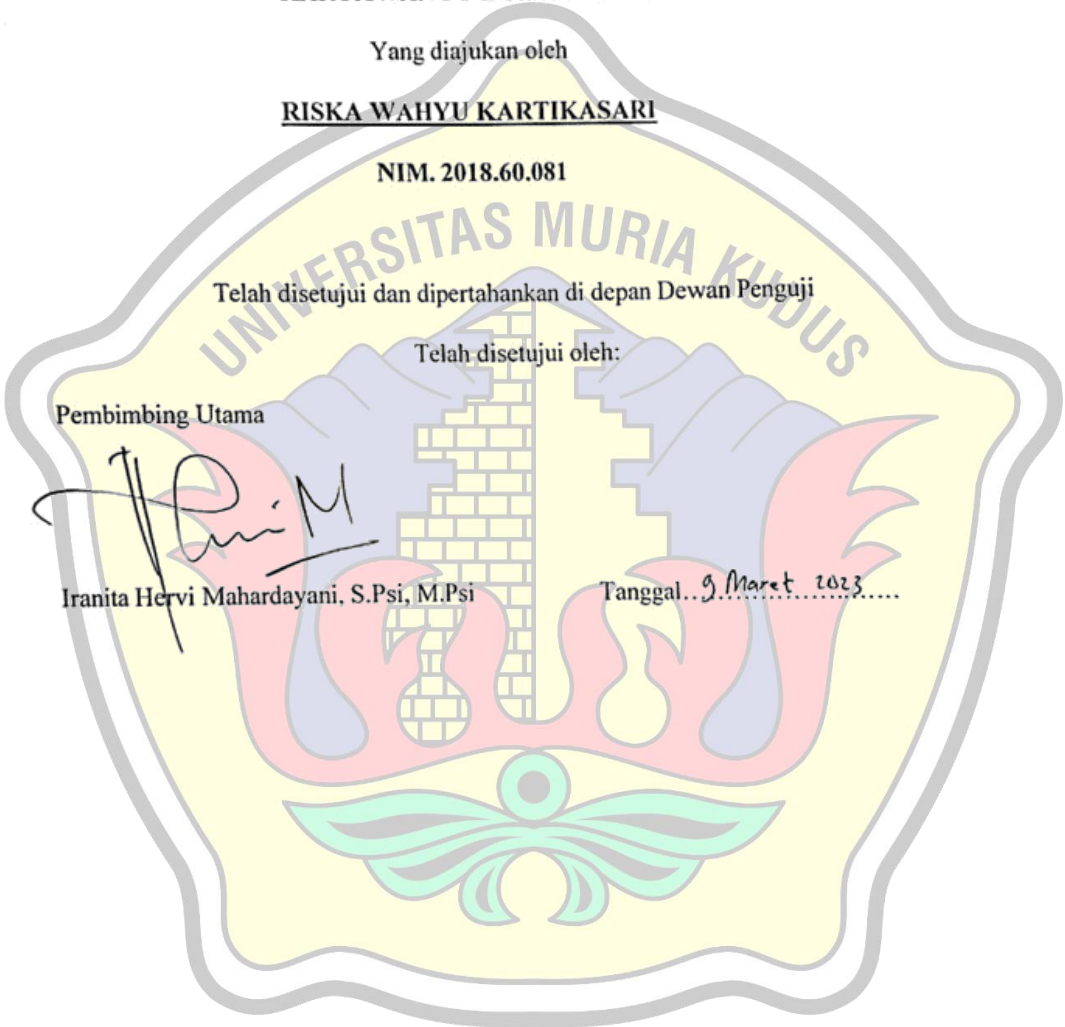 Yang diajukan oleh
RISKA WAHYU KARTIKASARI
NIM. 2018.60.081
UNIVERSITAS MURIA KUDUS
Telah disetujui dan dipertahankan di depan Dewan Penguji
Telah disetujui oleh:
Pembimbing Utama
Iranita Hervi Mahardayani, S.Psi, M.Psi
Tanggal..9 Maret 2023.....